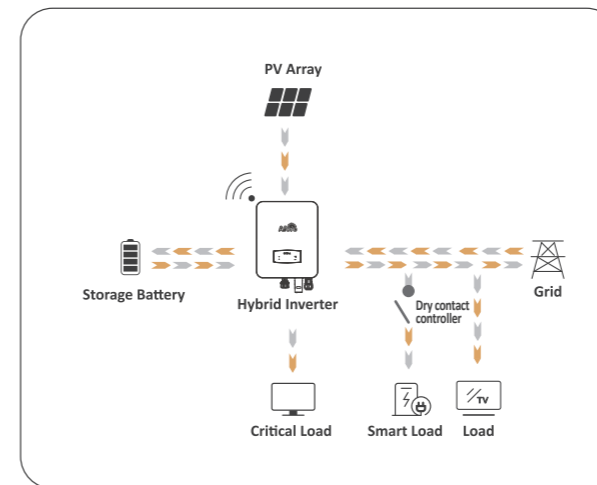 PV Array
Storage Battery
Hybrid Inverter
Grid
Dry contact
controller
Critical Load
Smart Load
TV
Load